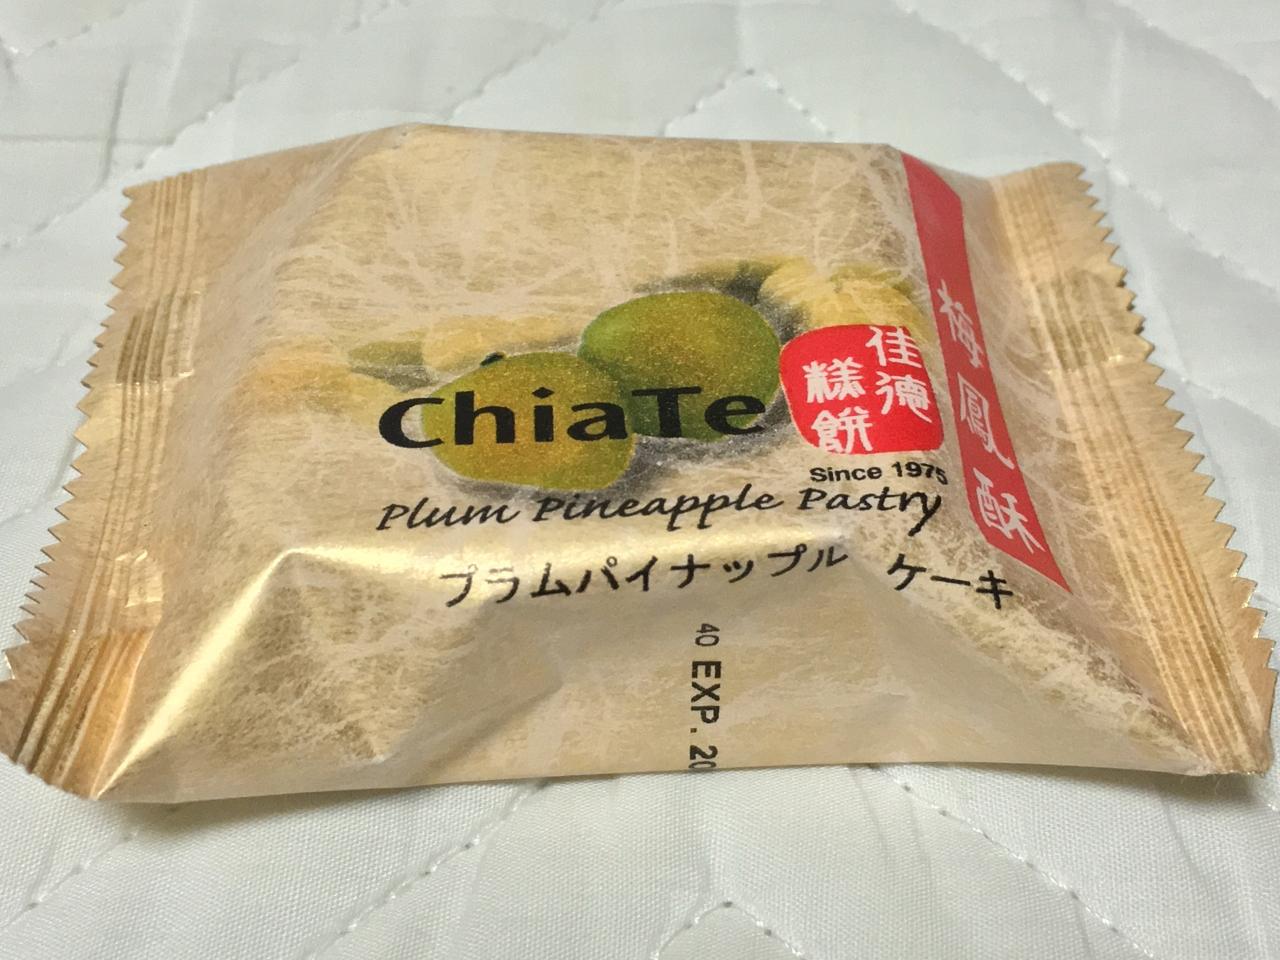 ChiaTe
佳德
糕餅
Since 1975
Plum Pineapple Pastry
プラムパイナップル ケーキ
梅鳳酥
40 EXP. 20